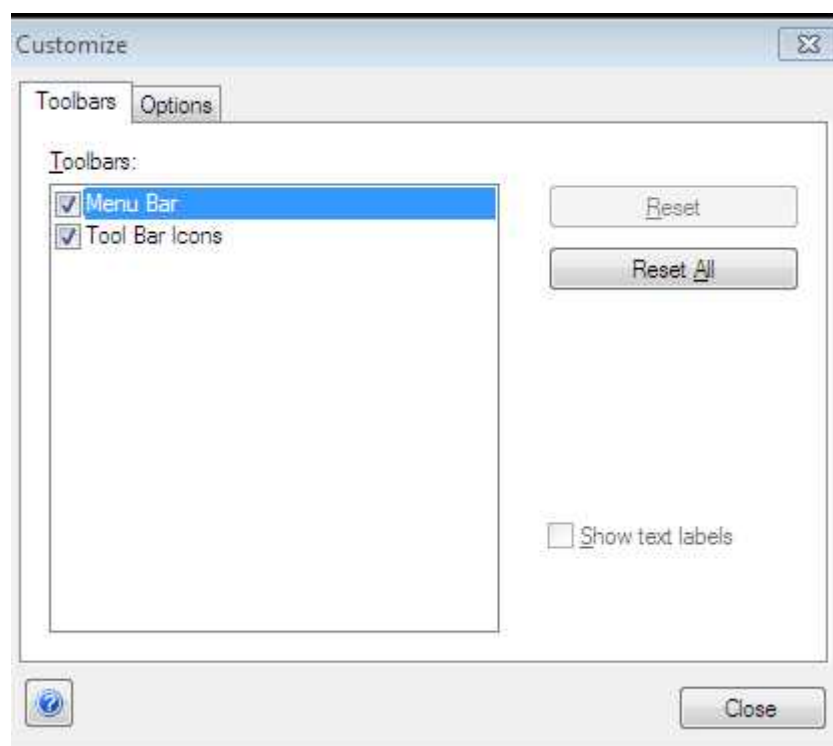 Customize
Toolbars
Options
Toolbars:
Menu Bar
Tool Bar Icons
Reset
Reset All
Show text labels
Close